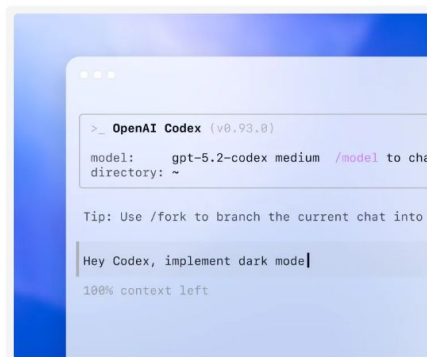 >_ OpenAI Codex (v0.93.0)
model: gpt-5.2-codex medium /model to cha
directory: ~
Tip: Use /fork to branch the current chat into
Hey Codex, implement dark mode
100% context left